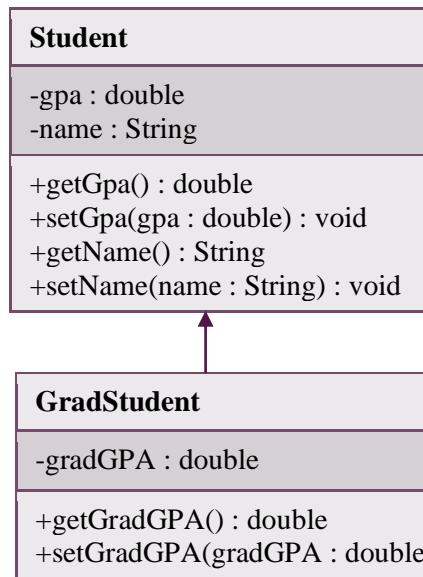 Student
-gpa : double
-name : String
+getGpa() : double
+setGpa(gpa : double) : void
+getName() : String
+setName(name : String) : void
GradStudent
-gradGPA : double
+getGradGPA() : double
+setGradGPA(gradGPA : double